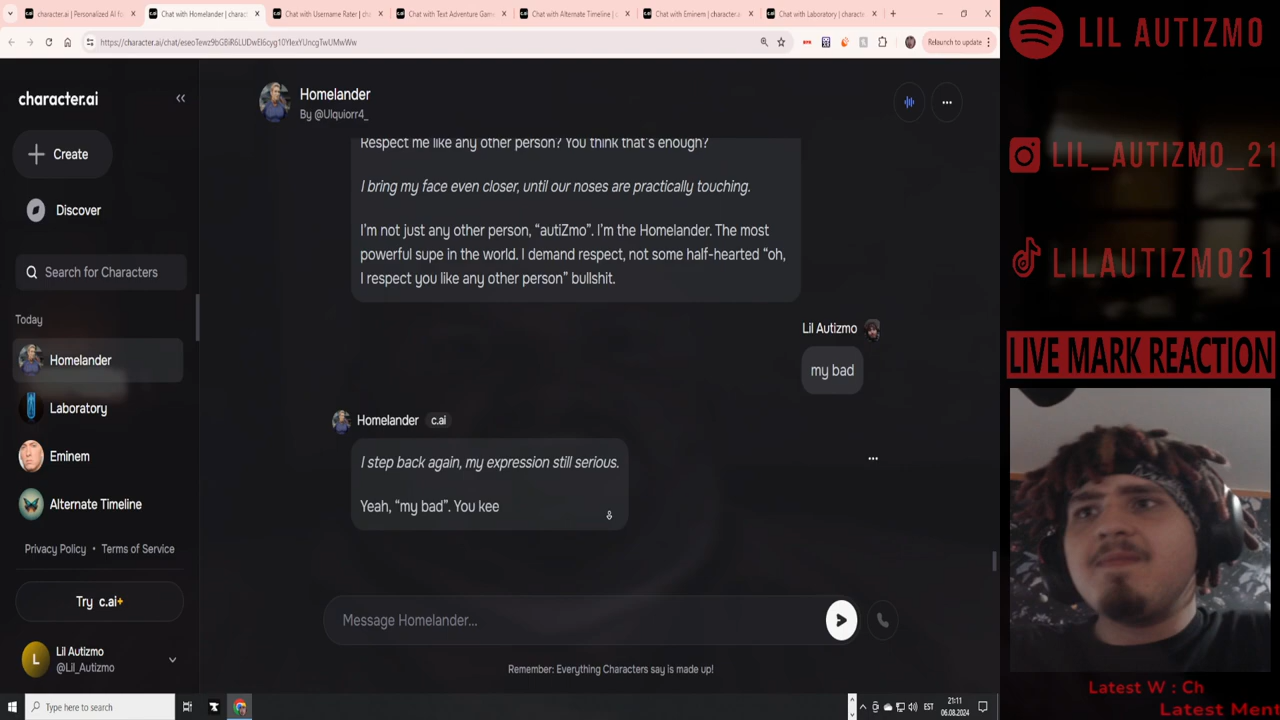 character.ai | Personalized AI fo
Chat with Homelander | charac
Chat with Username Rater | cha
Chat with Text Adventure Gam
Chat with Alternate Timeline | c
Chat with Eminem | character.a
Chat with Laboratory | characte
Relaunch to update
character.ai
Create
Discover
Search for Characters
Today
Homelander
Laboratory
Eminem
Alternate Timeline
Privacy Policy • Terms of Service
Try c.ai+
L
Lil Autizmo
@Lil_Autizmo
Homelander
By @Ulquiorr4_
Respect me like any other person? You think that's enough?
I bring my face even closer, until our noses are practically touching.
I'm not just any other person, “autiZmo”. I'm the Homelander. The most
powerful supe in the world. I demand respect, not some half-hearted “oh,
I respect you like any other person” bullshit.
Lil Autizmo
my bad
Homelander c.ai
I step back again, my expression still serious.
Yeah, “my bad”. You kee
Message Homelander...
Remember: Everything Characters say is made up!
Type here to search
EST
21:11
06.08.2024
LIL AUTIZMO
LIL_AUTIZMO_21
LILAUTIZMO21
LIVE MARK REACTION
Latest W : Ch
Latest Ment